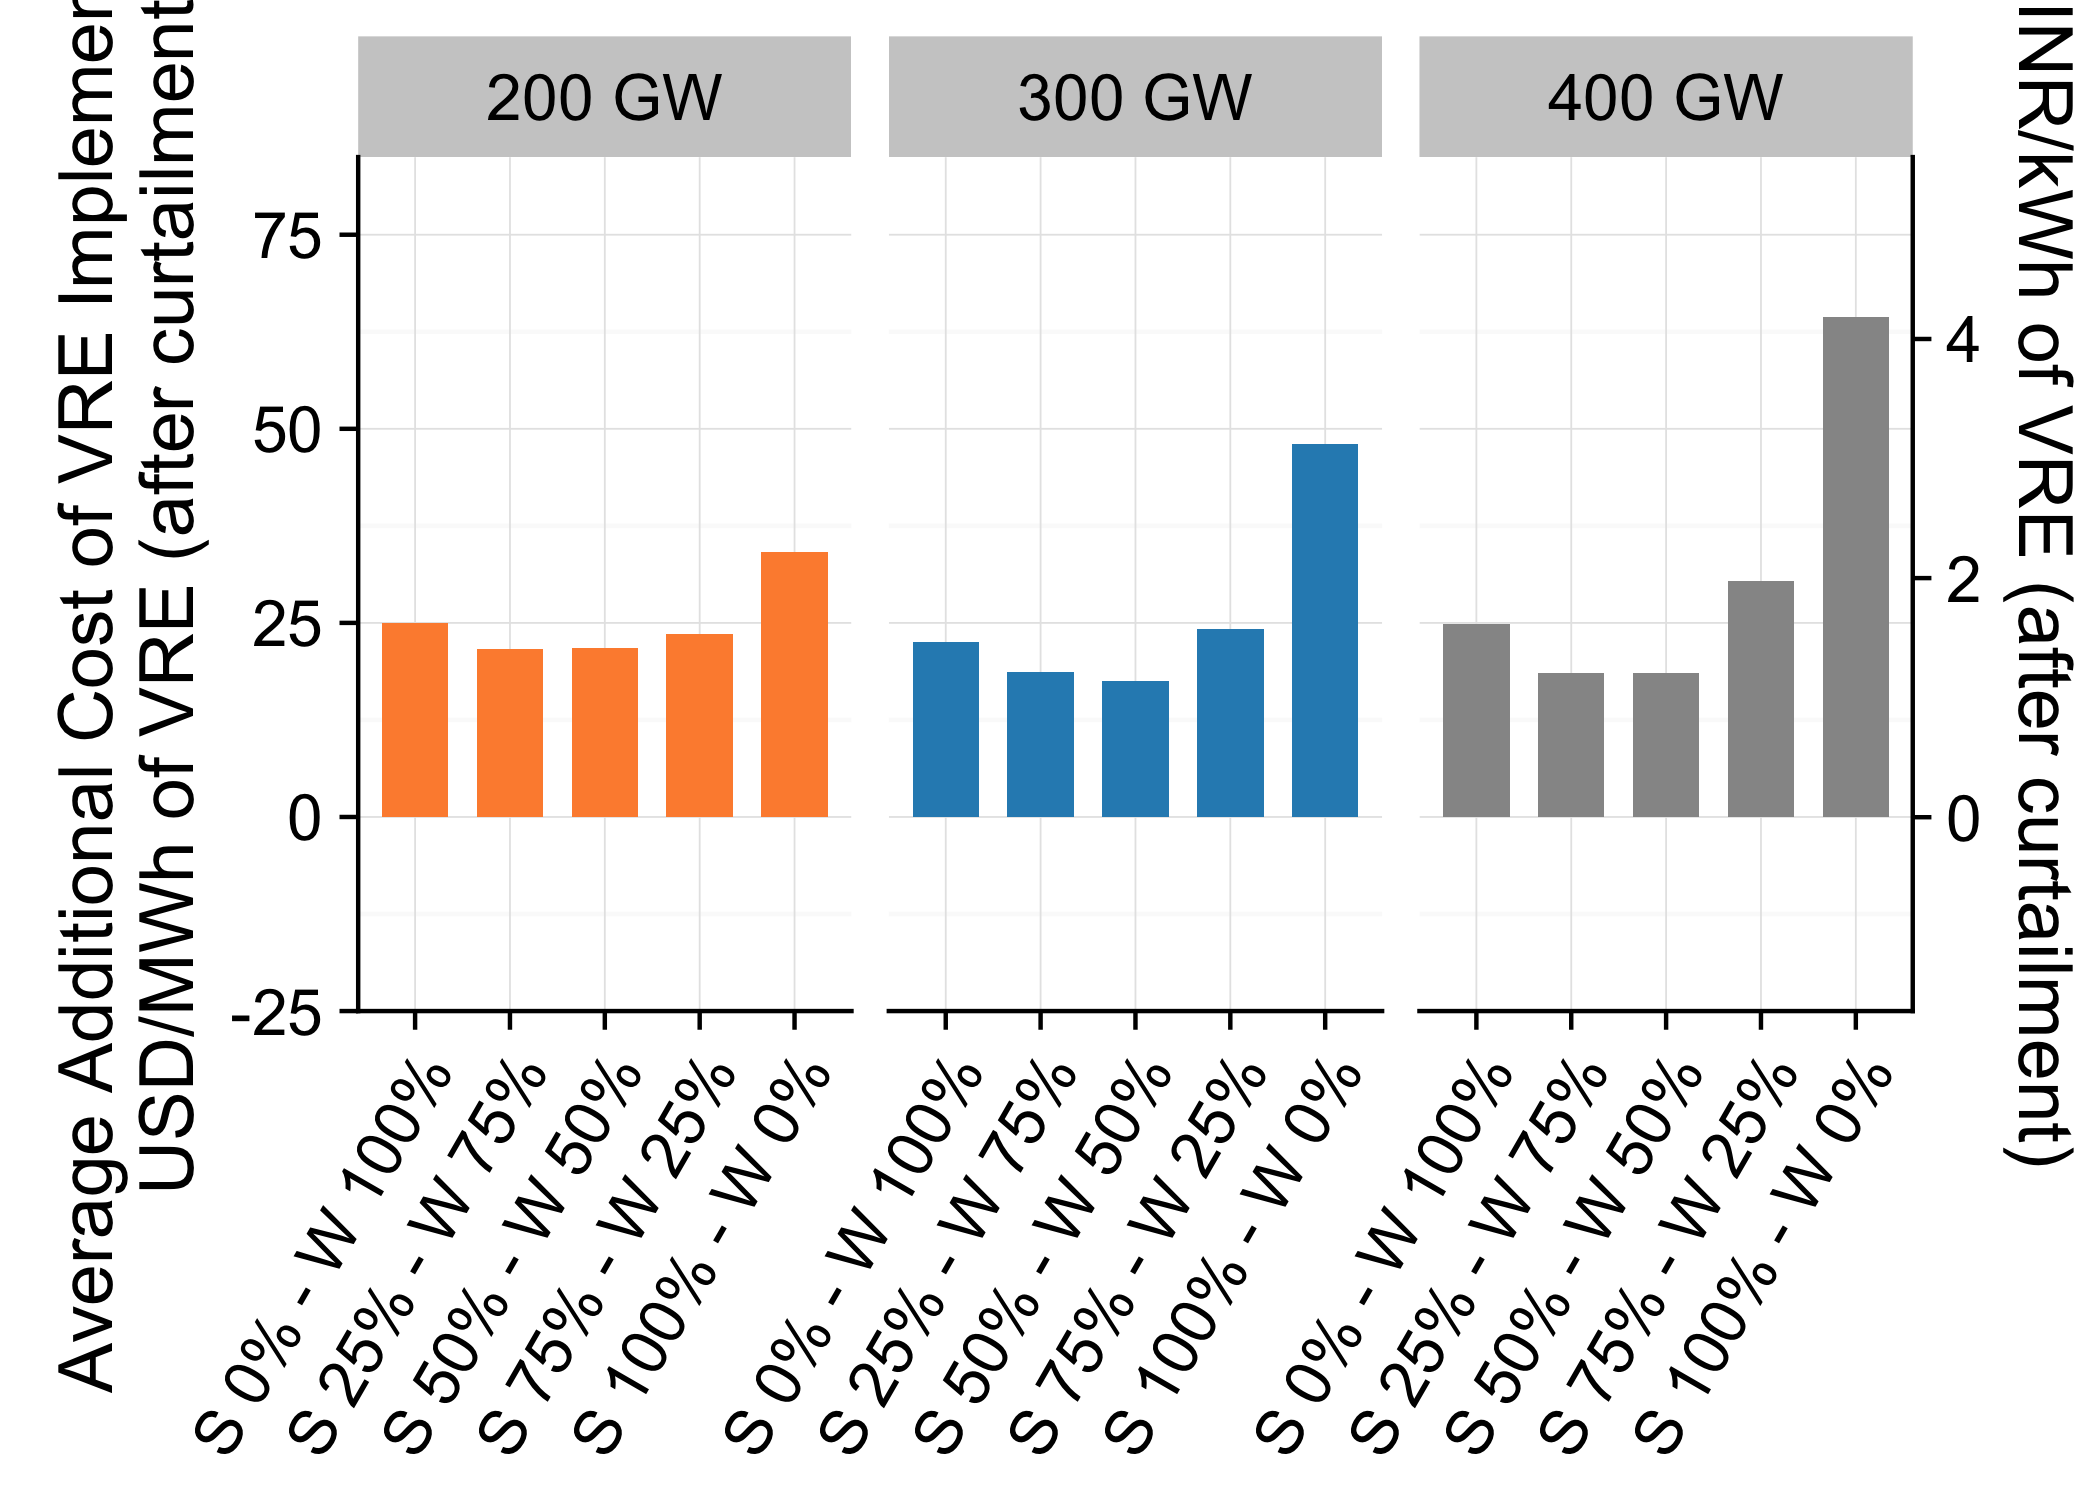 Average Additional Cost of VRE
USD/MWh of VRE (after curtailment
200 GW
300 GW
400 GW
75
50
25
0
-25
4
2
0
INR/kWh of VRE (after curtailment)
S 0% - W 100%
S 25% - W 75%
S 50% - W 50%
S 75% - W 25%
S 100% - W 0%
S 0% - W 100%
S 25% - W 75%
S 50% - W 50%
S 75% - W 25%
S 100% - W 0%
S 0% - W 100%
S 25% - W 75%
S 50% - W 50%
S 75% - W 25%
S 100% - W 0%